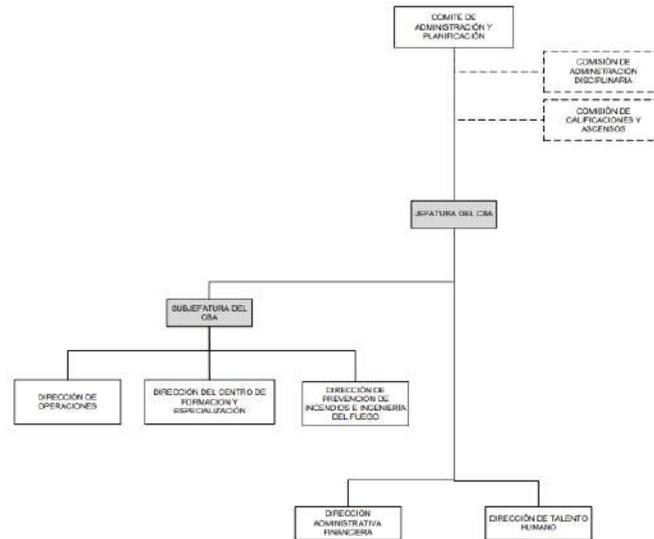 COMITE DE
ADMINISTRACIÓN Y
PLANIFICACIÓN
COMISIÓN DE
ADMINSTRACION
DISCIPLINARIA
COMISIÓN DE
CALIFICACIONES Y
ASCENSOS
JEFATURA DEL CBA
SUBJEFATURA DEL
CBA
DIRECCIÓN DE
OPERACIONES
DIRECCIÓN DEL CENTRO DE
FORMACION Y
ESPECIALIZACIÓN
DIRECCIÓN DE
PREVENCIÓN DE
INCENDIOS E INGENIERÍA
DEL FUEGO
DIRECCIÓN
ADMINISTRATIVA
FINANCIERA
DIRECCIÓN DE TALENTO
HUMANO